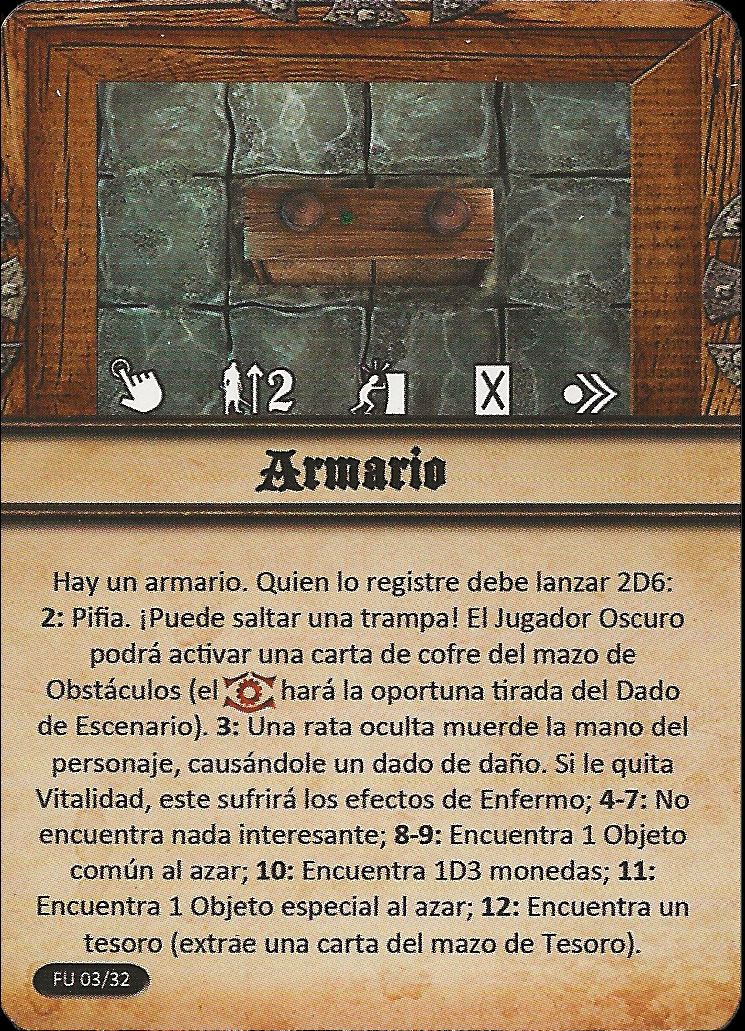 2
X
Armario
Hay un armario. Quien lo registre debe lanzar 2D6:
2: Pifia. ¡Puede saltar una trampa! El Jugador Oscuro
podrá activar una carta de cofre del mazo de
Obstáculos (el hará la oportuna tirada del Dado
de Escenario). 3: Una rata oculta muerde la mano del
personaje, causándole un dado de daño. Si le quita
Vitalidad, este sufrirá los efectos de Enfermo; 4-7: No
encuentra nada interesante; 8-9: Encuentra 1 Objeto
común al azar; 10: Encuentra 1D3 monedas; 11:
Encuentra 1 Objeto especial al azar; 12: Encuentra un
tesoro (extrae una carta del mazo de Tesoro).
FU 03/32